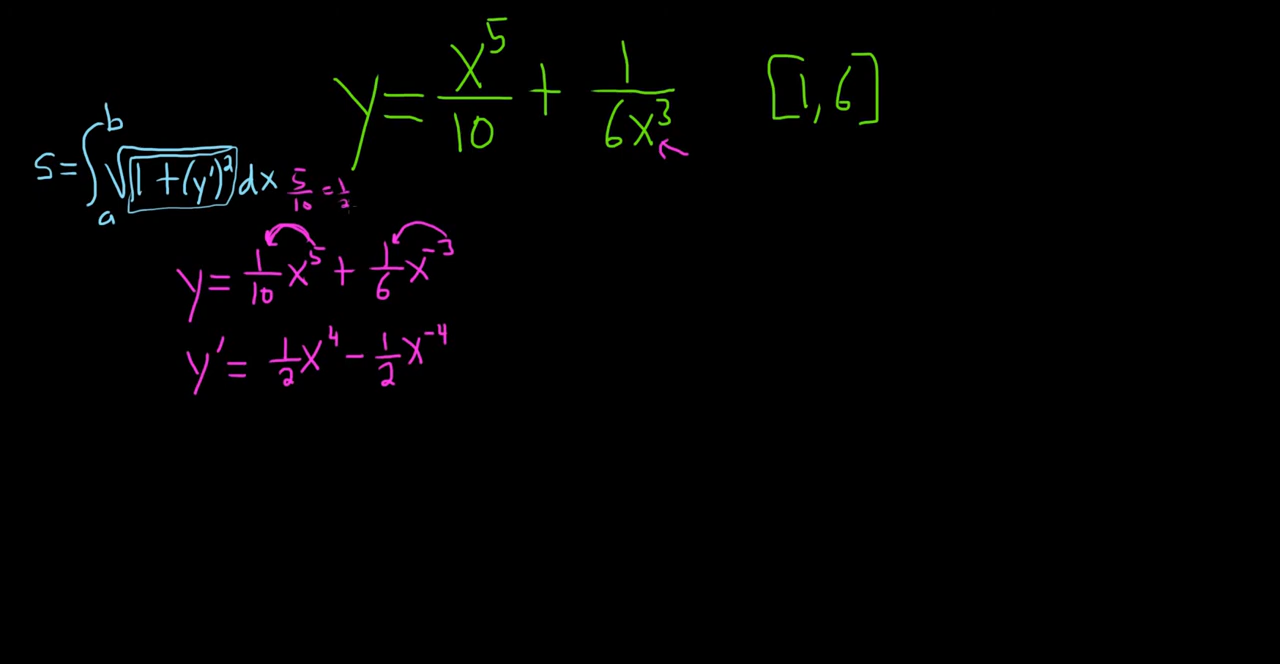 y = x^5/10 + 1/(6x^3) [1, 6]
S = ∫_a^b √(1 + (y')^2) dx
5/10 = 1/2
y = 1/10 x^5 + 1/6 x^-3
y' = 1/2 x^4 - 1/2 x^-4